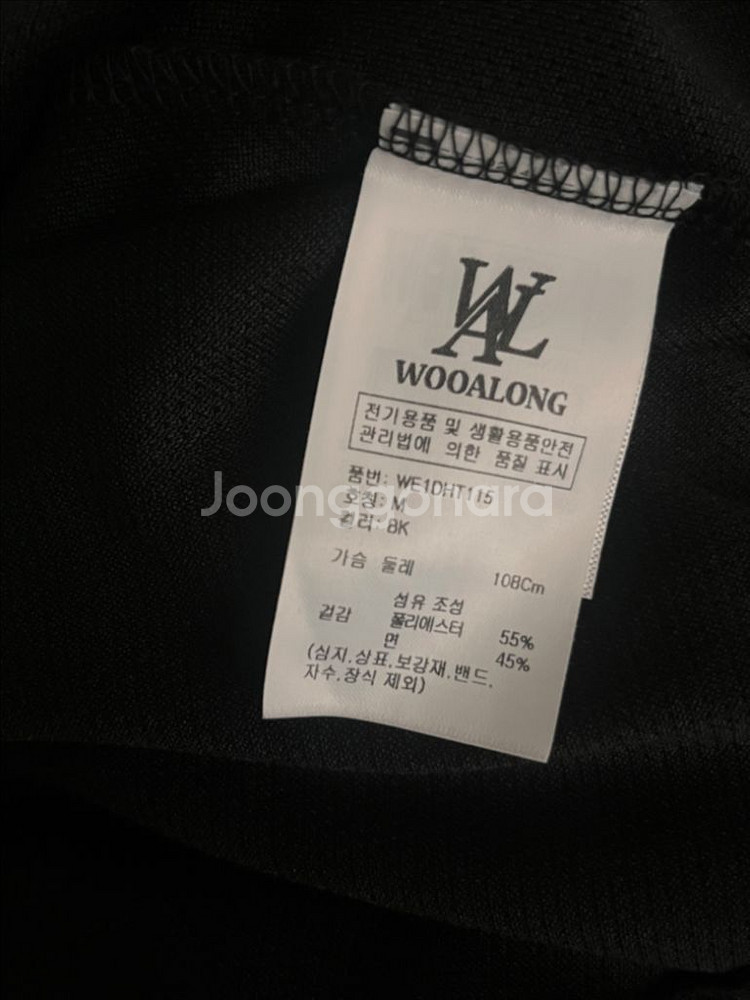 WAL
WOOALONG
전기용품 및 생활용품안전
관리법에 의한 품질 표시
품번: WE1DHT115
호칭: M
컬러: BK
Joonggonara
가슴 둘레 108Cm
섬유 조성
겉감 폴리에스터 55%
면 45%
(심지.상표.보강재.밴드.
자수.장식 제외)